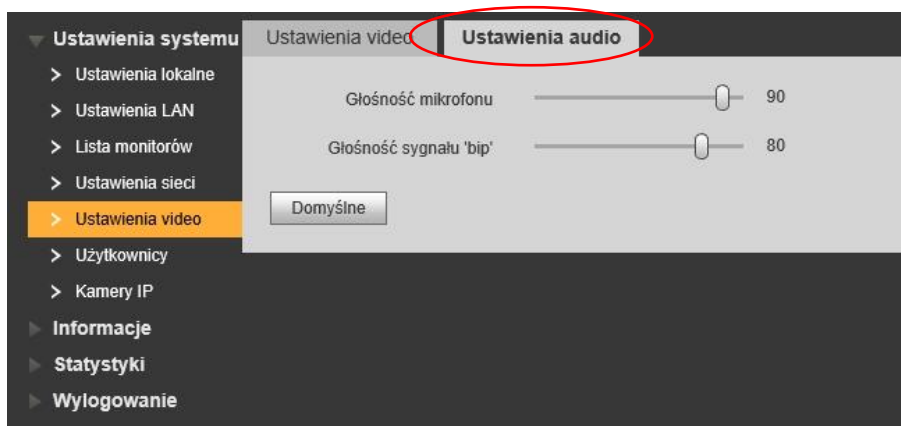 Ustawienia systemu
Ustawienia lokalne
Ustawienia LAN
Lista monitorów
Ustawienia sieci
Ustawienia video
Użytkownicy
Kamery IP
Informacje
Statystyki
Wylogowanie
Ustawienia video Ustawienia audio
Głośność mikrofonu 90
Głośność sygnału 'bip' 80
Domyślne